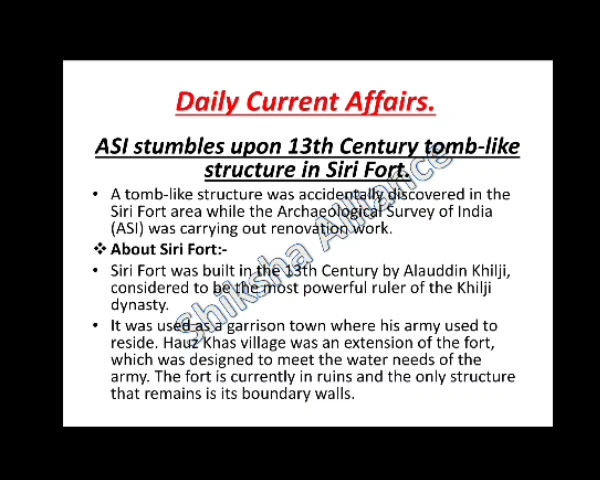 Daily Current Affairs.
ASI stumbles upon 13th Century tomb-like
structure in Siri Fort.
• A tomb-like structure was accidentally discovered in the
Siri Fort area while the Archaeological Survey of India
(ASI) was carrying out renovation work.
❖ About Siri Fort:-
• Siri Fort was built in the 13th Century by Alauddin Khilji,
considered to be the most powerful ruler of the Khilji
dynasty.
• It was used as a garrison town where his army used to
reside. Hauz Khas village was an extension of the fort,
which was designed to meet the water needs of the
army. The fort is currently in ruins and the only structure
that remains is its boundary walls.
Shiksha Alliance